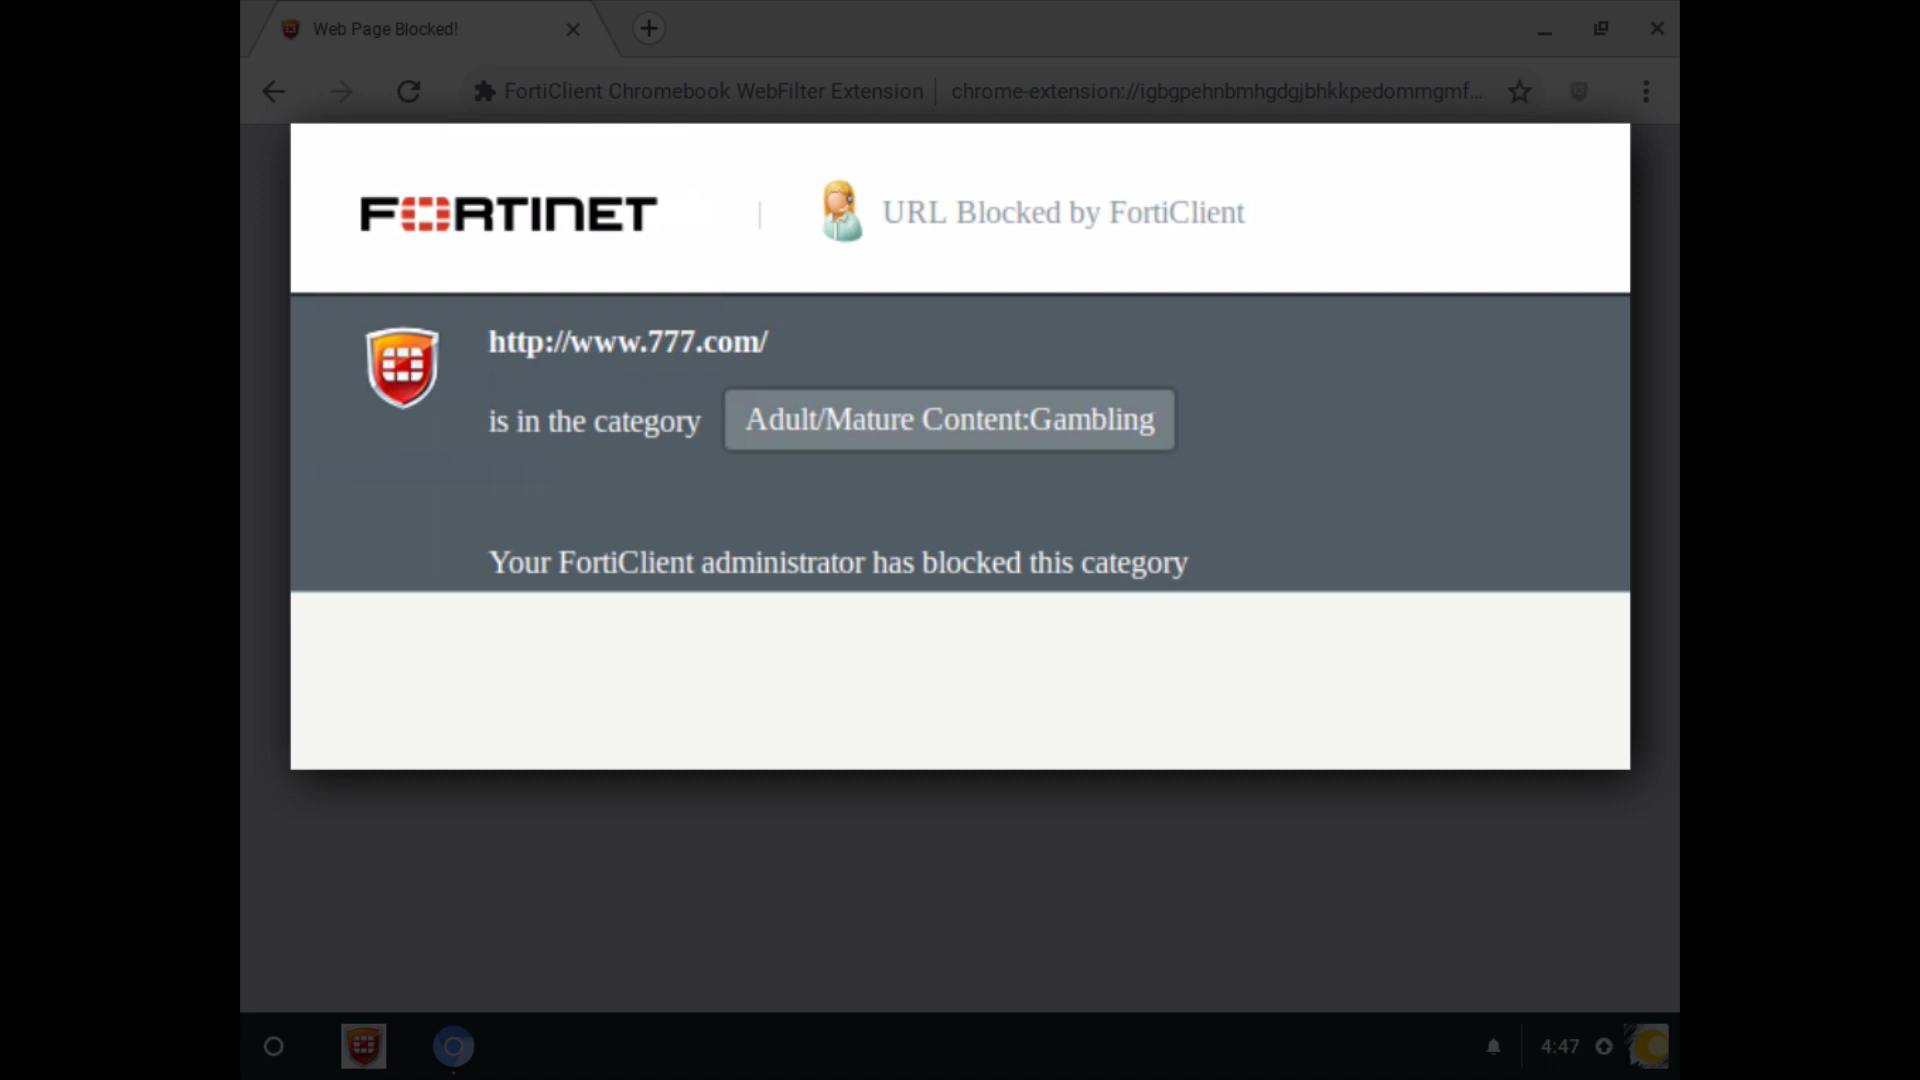 Web Page Blocked!
FortiClient Chromebook WebFilter Extension chrome-extension://igbgpehnbmhgdgjbhkkpedommgmf...
FORTINET
URL Blocked by FortiClient
http://www.777.com/
is in the category Adult/Mature Content:Gambling
Your FortiClient administrator has blocked this category
4:47